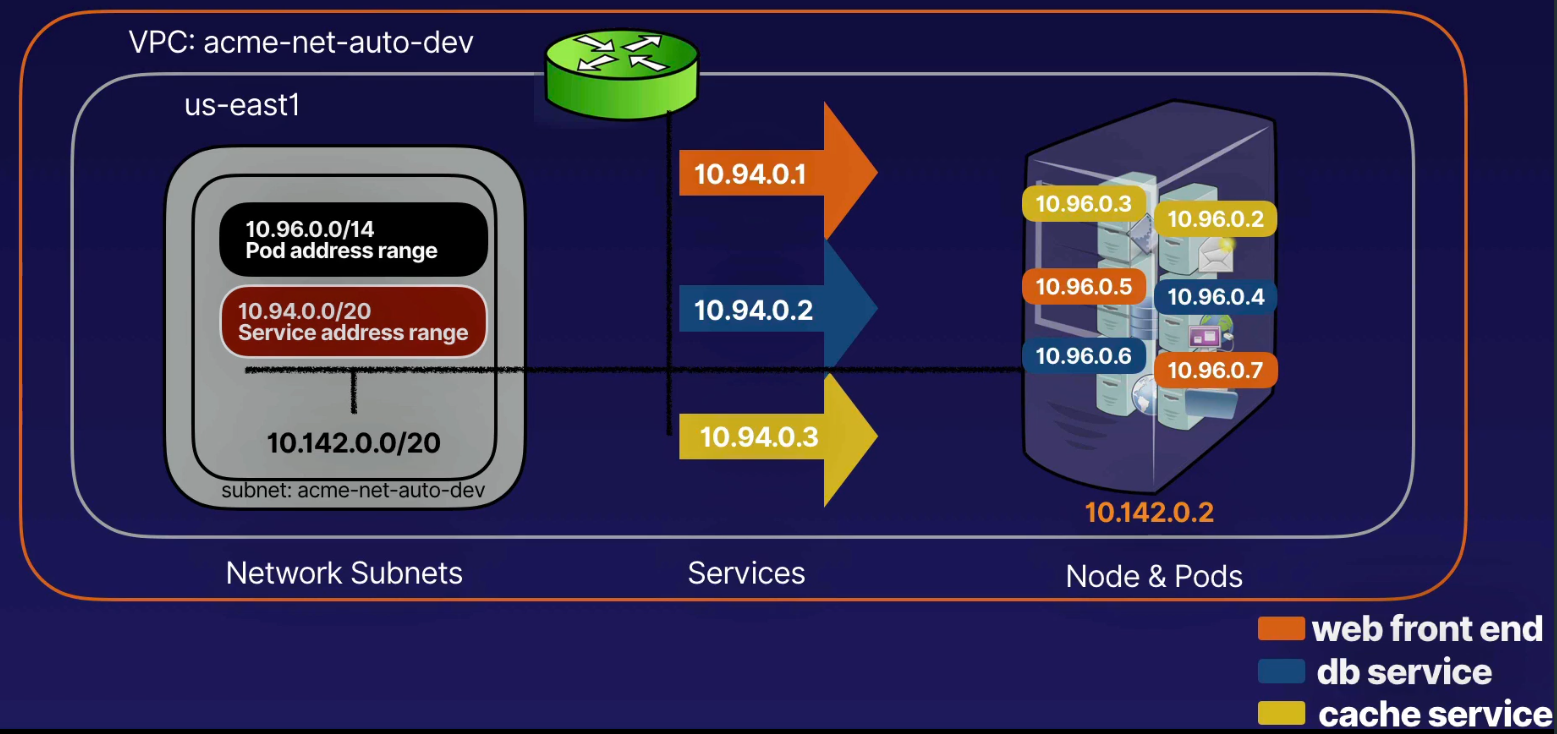 VPC: acme-net-auto-dev
us-east1
10.96.0.0/14
Pod address range
10.94.0.0/20
Service address range
10.142.0.0/20
subnet: acme-net-auto-dev
10.94.0.1
10.94.0.2
10.94.0.3
10.96.0.3
10.96.0.2
10.96.0.5
10.96.0.4
10.96.0.6
10.96.0.7
10.142.0.2
Network Subnets
Services
Node & Pods
web front end
db service
cache service